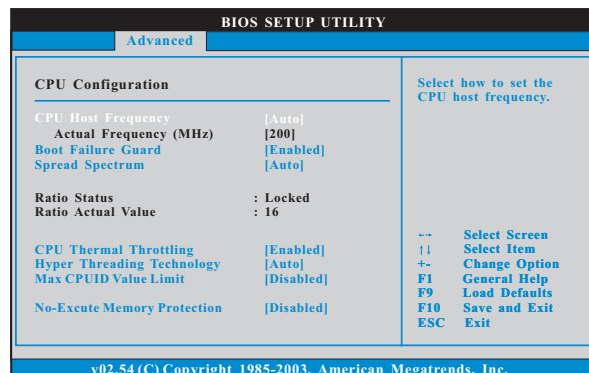 BIOS SETUP UTILITY
Advanced
CPU Configuration
CPU Host Frequency [Auto]
Actual Frequency (MHz) [200]
Boot Failure Guard [Enabled]
Spread Spectrum [Auto]
Ratio Status : Locked
Ratio Actual Value : 16
CPU Thermal Throttling [Enabled]
Hyper Threading Technology [Auto]
Max CPUID Value Limit [Disabled]
No-Excute Memory Protection [Disabled]
Select how to set the
CPU host frequency.
←→ Select Screen
↑↓ Select Item
+- Change Option
F1 General Help
F9 Load Defaults
F10 Save and Exit
ESC Exit
v02.54 (C) Copyright 1985-2003, American Megatrends, Inc.